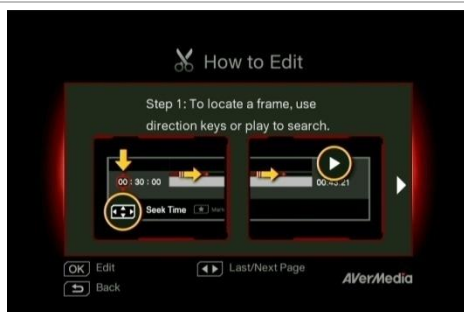 How to Edit
Step 1: To locate a frame, use
direction keys or play to search.
00 : 30 : 00
Seek Time
00:45:21
OK Edit
Last/Next Page
Back
AVerMedia